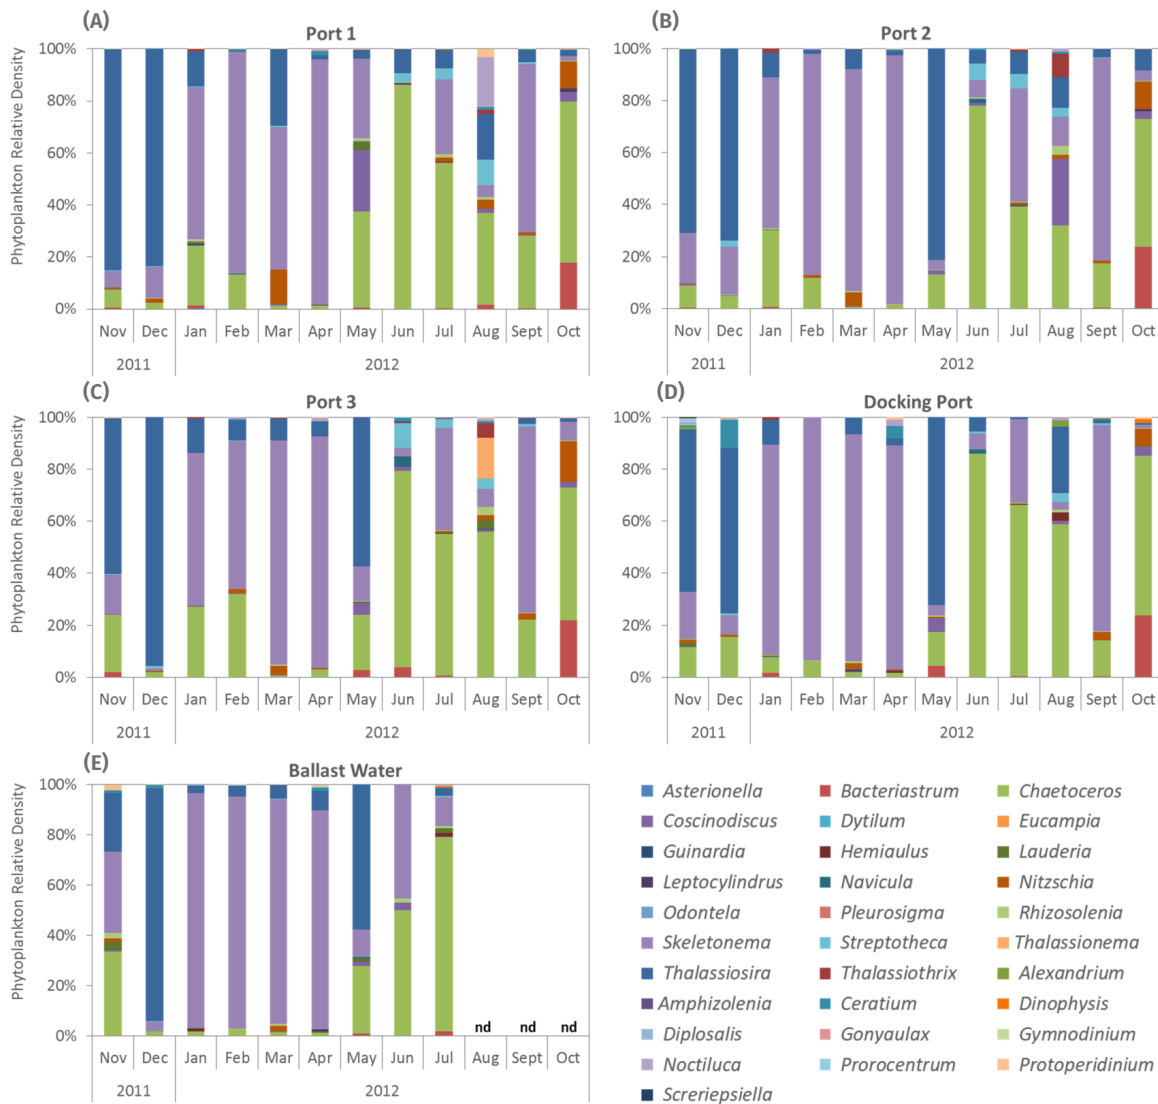 (A)
Port 1
Phytoplankton Relative Density
100%
80%
60%
40%
20%
0%
Nov Dec Jan Feb Mar Apr May Jun Jul Aug Sept Oct
2011 2012
(B)
Port 2
Phytoplankton Relative Density
100%
80%
60%
40%
20%
0%
Nov Dec Jan Feb Mar Apr May Jun Jul Aug Sept Oct
2011 2012
(C)
Port 3
Phytoplankton Relative Density
100%
80%
60%
40%
20%
0%
Nov Dec Jan Feb Mar Apr May Jun Jul Aug Sept Oct
2011 2012
(D)
Docking Port
Phytoplankton Relative Density
100%
80%
60%
40%
20%
0%
Nov Dec Jan Feb Mar Apr May Jun Jul Aug Sept Oct
2011 2012
(E)
Ballast Water
Phytoplankton Relative Density
100%
80%
60%
40%
20%
0%
nd nd nd
Nov Dec Jan Feb Mar Apr May Jun Jul Aug Sept Oct
2011 2012
Asterionella Bacteriastrum Chaetoceros
Coscinodiscus Dytilum Eucampia
Guinardia Hemiaulus Lauderia
Leptocylindrus Navicula Nitzschia
Odontela Pleurosigma Rhizosolenia
Skeletonema Streptotheca Thalassionema
Thalassiosira Thalassiothrix Alexandrium
Amphizolenia Ceratium Dinophysis
Diplosalis Gonyaulax Gymnodinium
Noctiluca Prorocentrum Protoperidinium
Screriepsiella